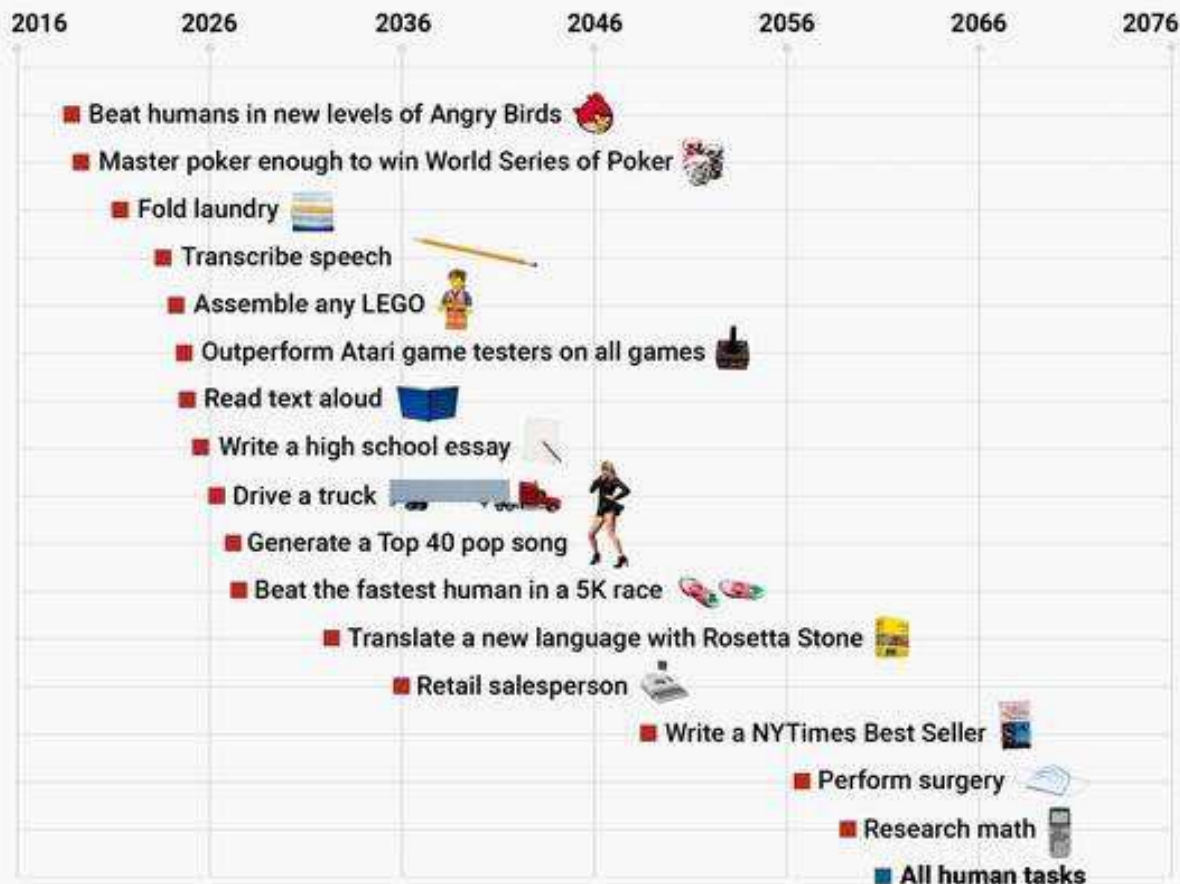 2016 2026 2036 2046 2056 2066 2076
Beat humans in new levels of Angry Birds
Master poker enough to win World Series of Poker
Fold laundry
Transcribe speech
Assemble any LEGO
Outperform Atari game testers on all games
Read text aloud
Write a high school essay
Drive a truck
Generate a Top 40 pop song
Beat the fastest human in a 5K race
Translate a new language with Rosetta Stone
Retail salesperson
Write a NYTimes Best Seller
Perform surgery
Research math
All human tasks